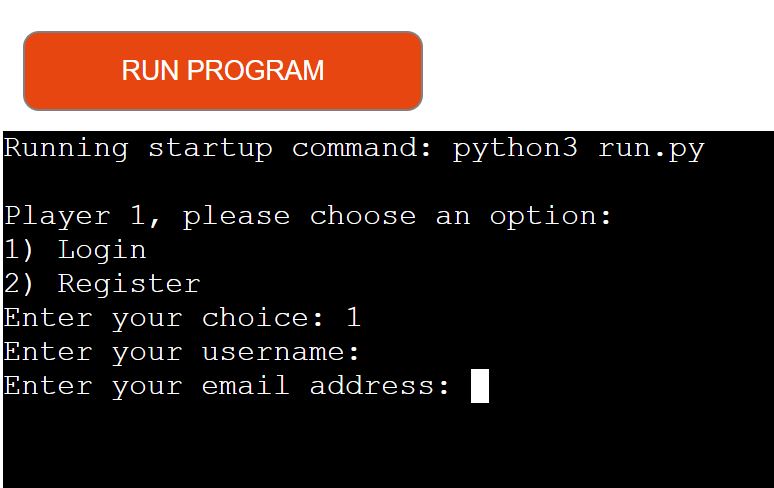 RUN PROGRAM
Running startup command: python3 run.py
Player 1, please choose an option:
1) Login
2) Register
Enter your choice: 1
Enter your username:
Enter your email address: